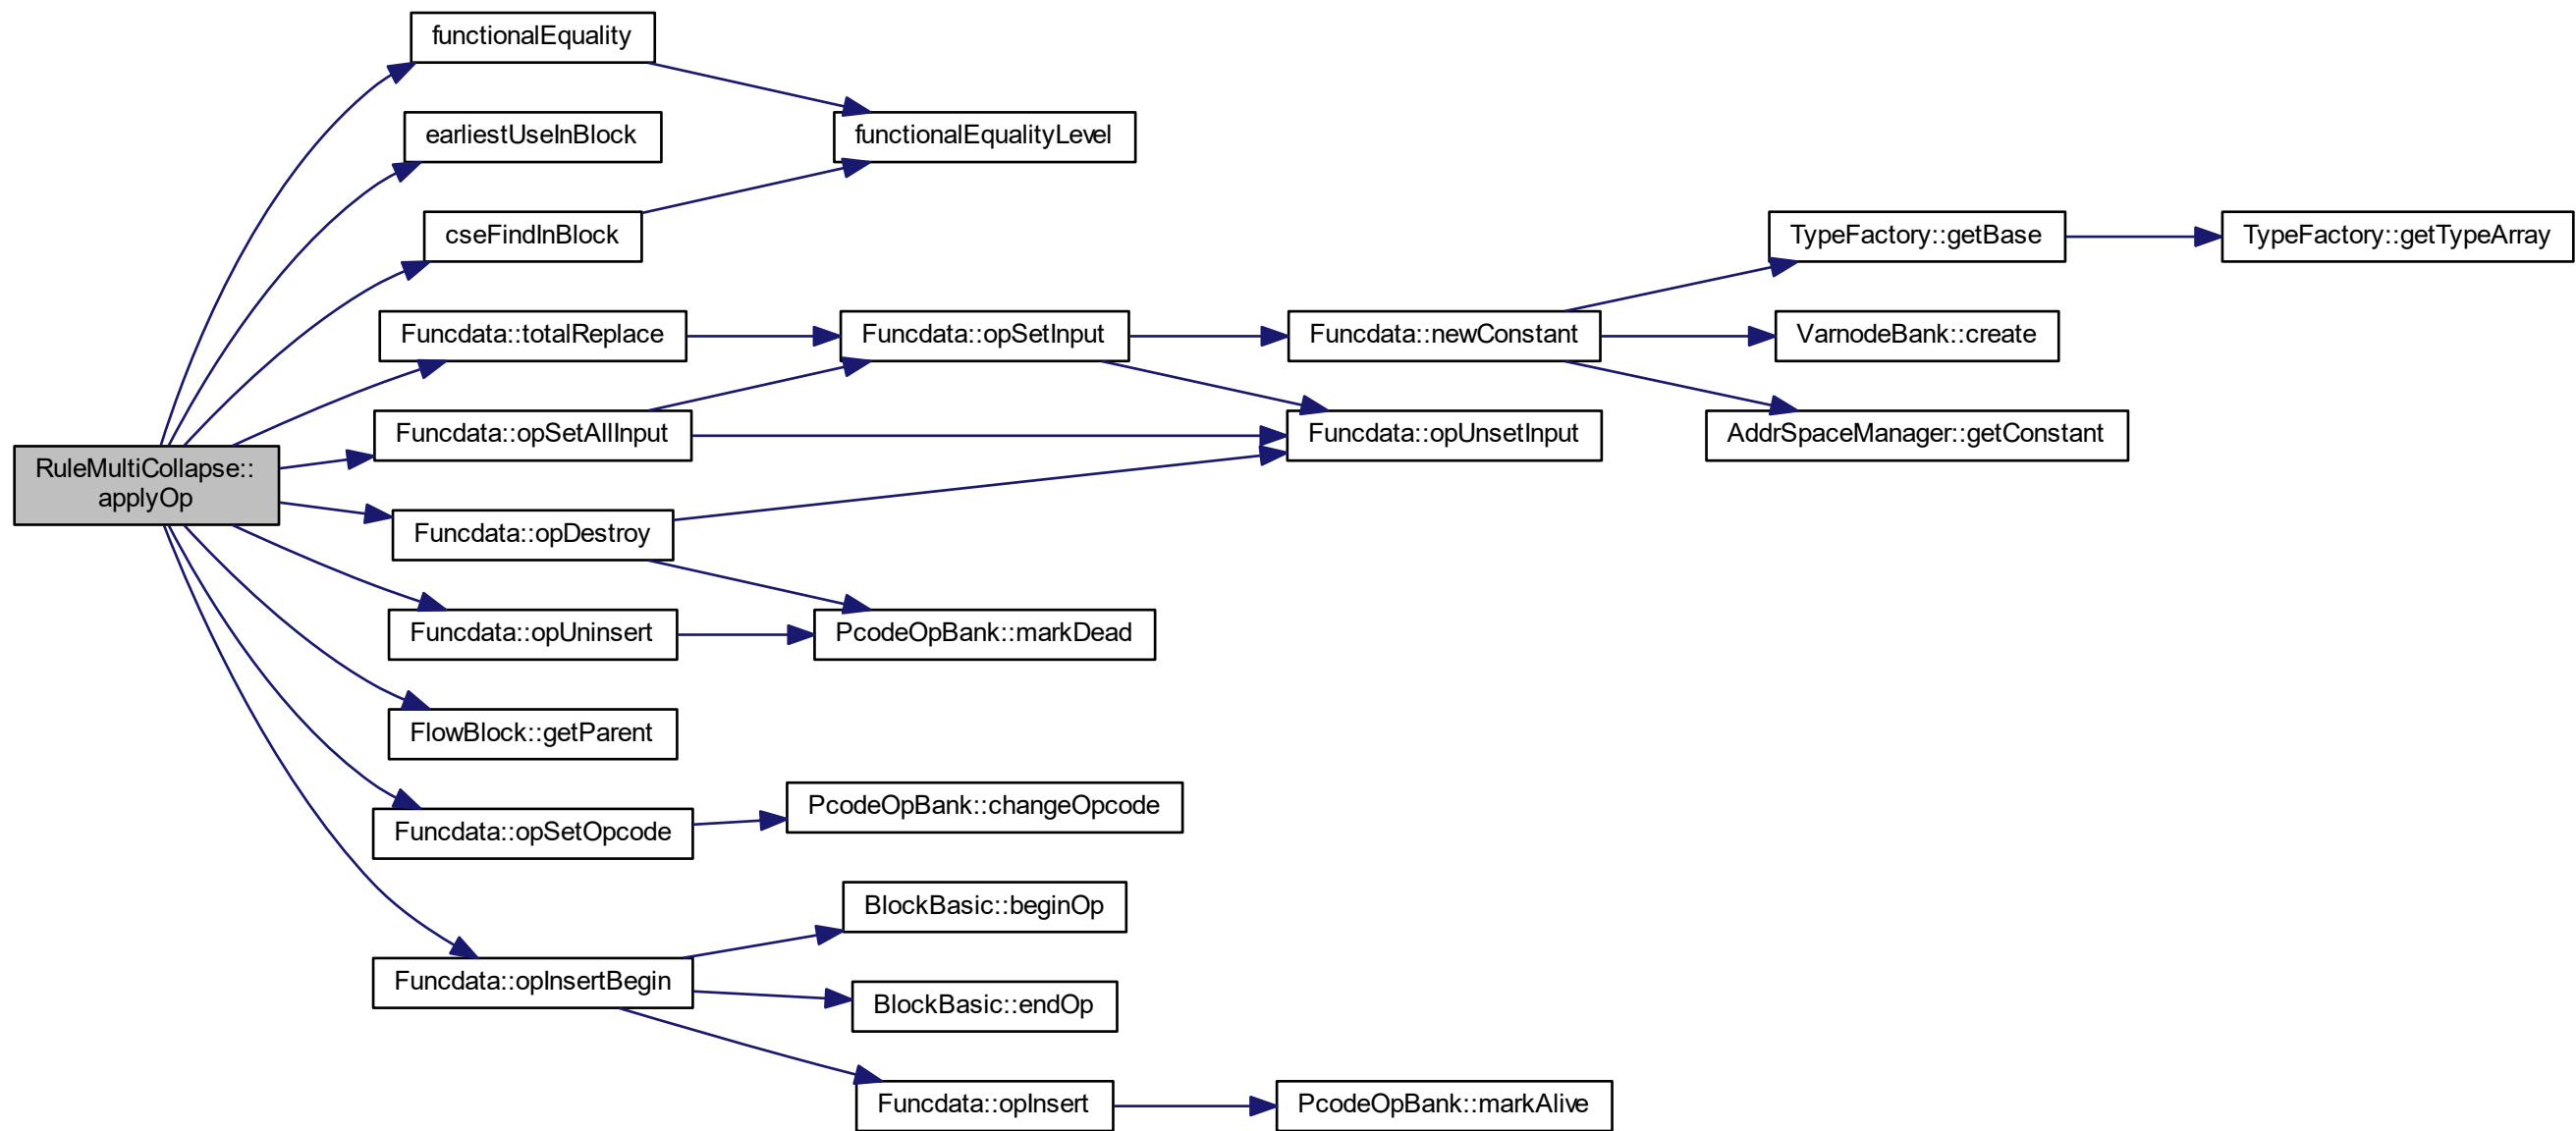 functionalEquality
earliestUseInBlock
functionalEqualityLevel
cseFindInBlock
TypeFactory::getBase
TypeFactory::getTypeArray
Funcdata::totalReplace
Funcdata::opSetInput
Funcdata::newConstant
VarnodeBank::create
Funcdata::opSetAllInput
Funcdata::opUnsetInput
AddrSpaceManager::getConstant
RuleMultiCollapse::
applyOp
Funcdata::opDestroy
Funcdata::opUninsert
PcodeOpBank::markDead
FlowBlock::getParent
PcodeOpBank::changeOpcode
Funcdata::opSetOpcode
BlockBasic::beginOp
Funcdata::opInsertBegin
BlockBasic::endOp
Funcdata::opInsert
PcodeOpBank::markAlive